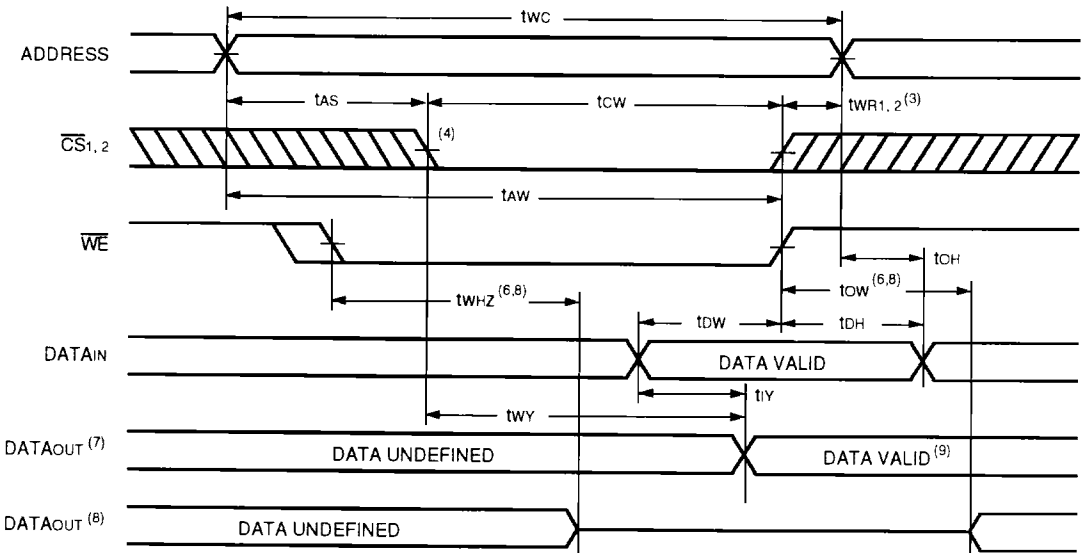 tWC
ADDRESS
tAS tCW tWR1, 2 (3)
CS1, 2 (4)
tAW
WE
tOH
tWHZ (6,8) tOW (6,8)
tDW tDH
DATAIN DATA VALID
tIY
tWY
DATAOUT (7) DATA UNDEFINED DATA VALID (9)
DATAOUT (8) DATA UNDEFINED